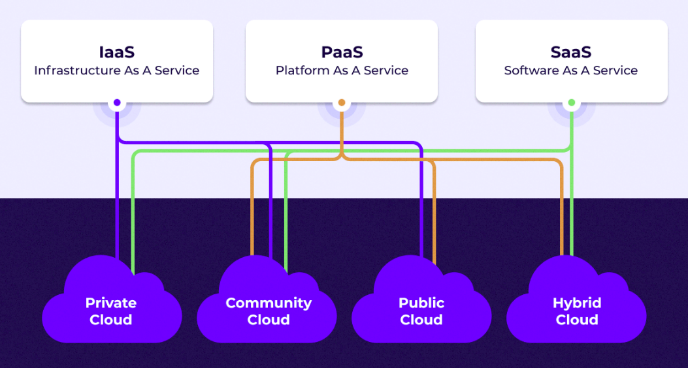 IaaS
Infrastructure As A Service
PaaS
Platform As A Service
SaaS
Software As A Service
Private
Cloud
Community
Cloud
Public
Cloud
Hybrid
Cloud